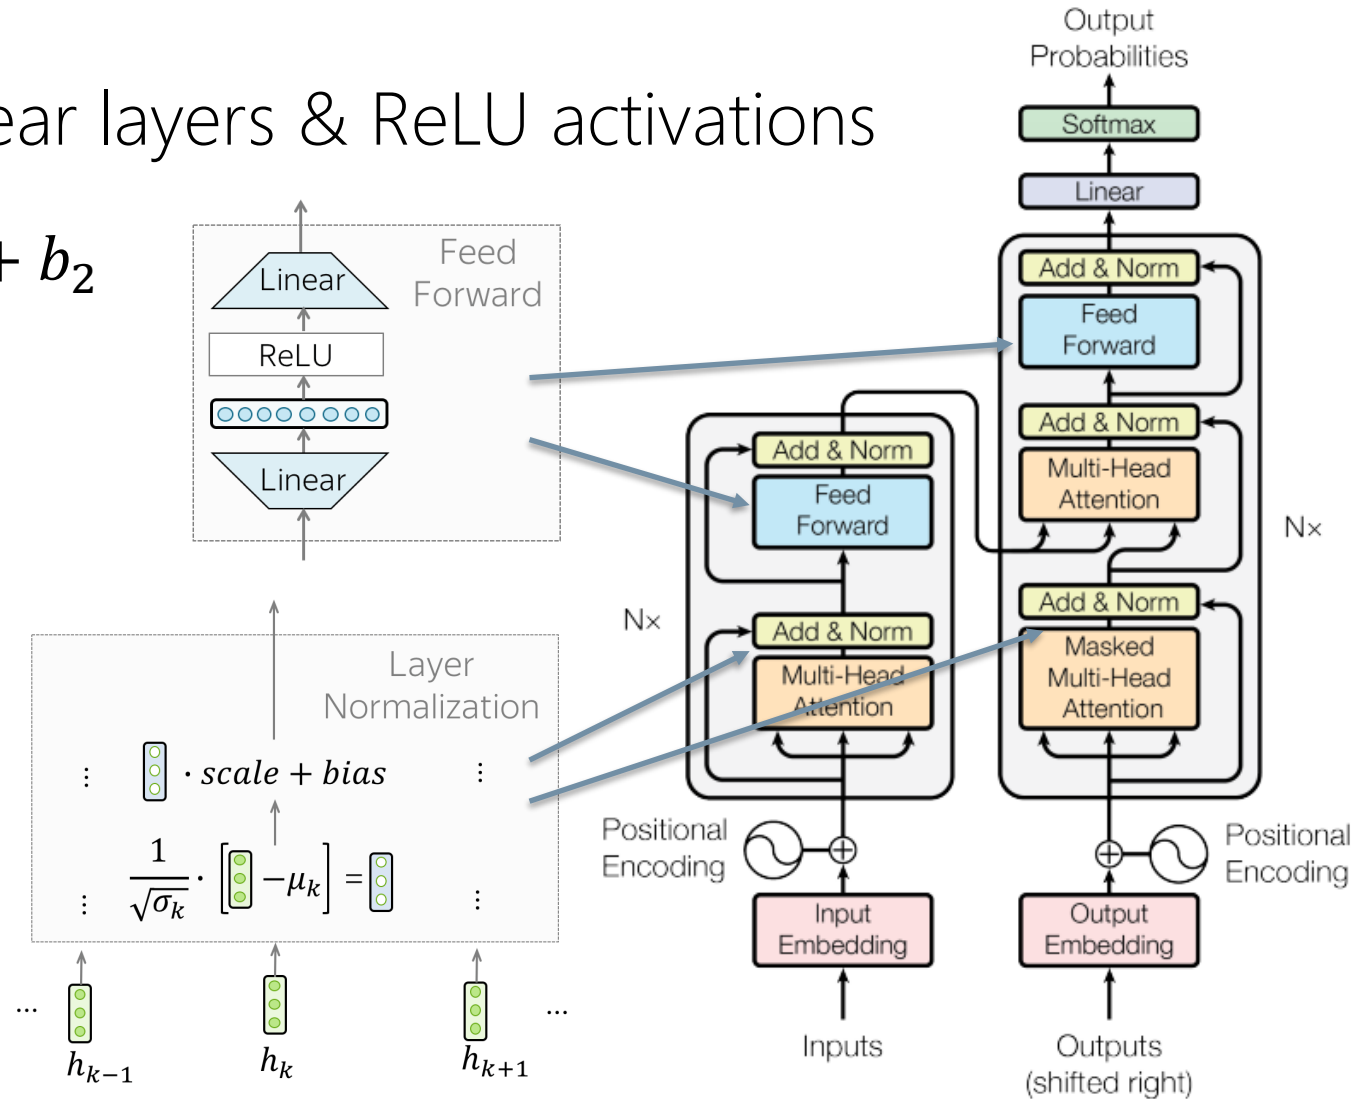 ear layers & ReLU activations
+ b₂
Feed
Forward
Linear
ReLU
Linear
Layer
Normalization
⋮ · scale + bias ⋮
⋮ 1/√σₖ · [ −μₖ] = ⋮
... ...
hₖ₋₁ hₖ hₖ₊₁
Output
Probabilities
Softmax
Linear
Add & Norm
Feed
Forward
Add & Norm
Multi-Head
Attention
N×
Add & Norm
Masked
Multi-Head
Attention
Positional
Encoding
Output
Embedding
Outputs
(shifted right)
Add & Norm
Feed
Forward
N×
Add & Norm
Multi-Head
Attention
Positional
Encoding
Input
Embedding
Inputs